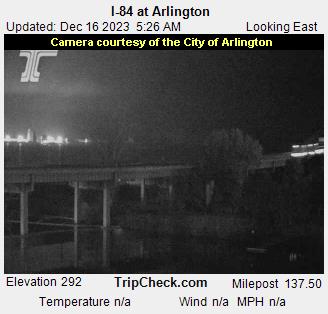 I-84 at Arlington
Updated: Dec 16 2023 5:26 AM Looking East
Camera courtesy of the City of Arlington
Elevation 292 TripCheck.com Milepost 137.50
Temperature n/a Wind n/a MPH n/a